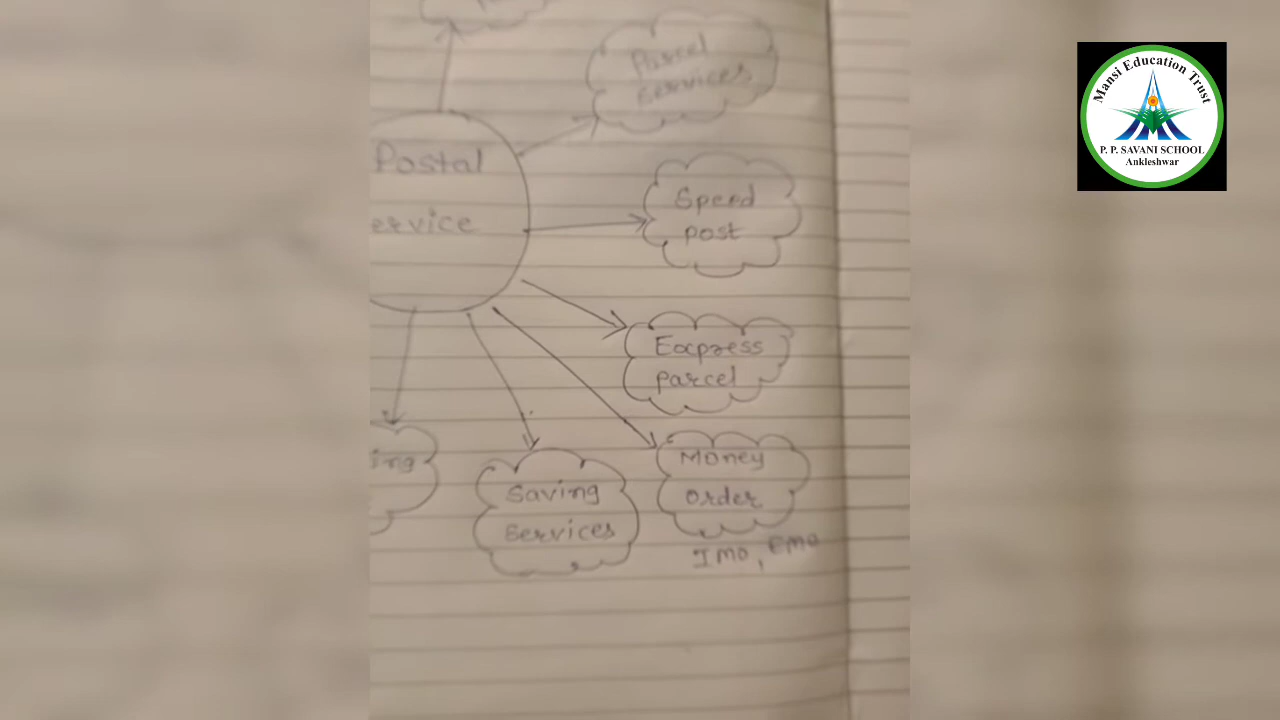 Parcel
Services
Postal
ervice
Speed
post
Express
parcel
Money
order
IMO, EMO
Saving
Services
ing
Mansi Education Trust
P. P. SAVANI SCHOOL
Ankleshwar